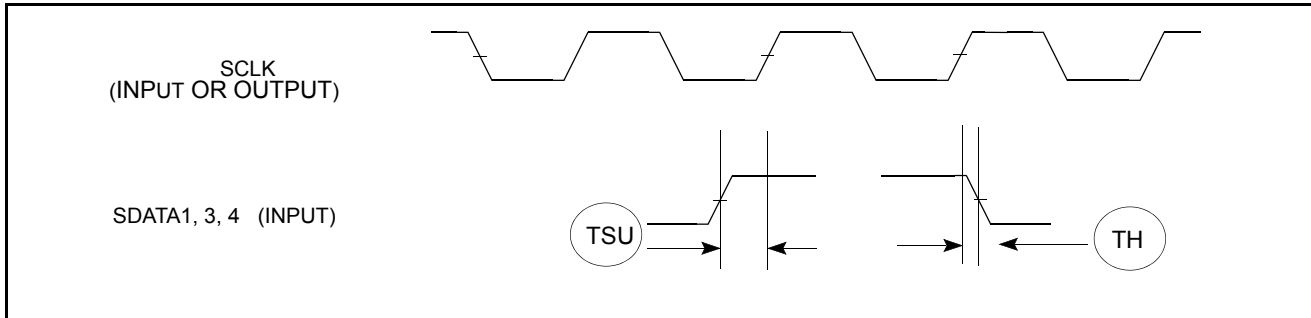 SCLK
(INPUT OR OUTPUT)
SDATA1, 3, 4 (INPUT)
TSU
TH